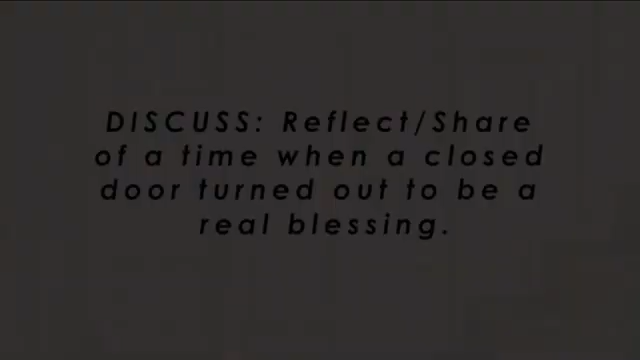 DISCUSS: Reflect/Share
of a time when a closed
door turned out to be a
real blessing.